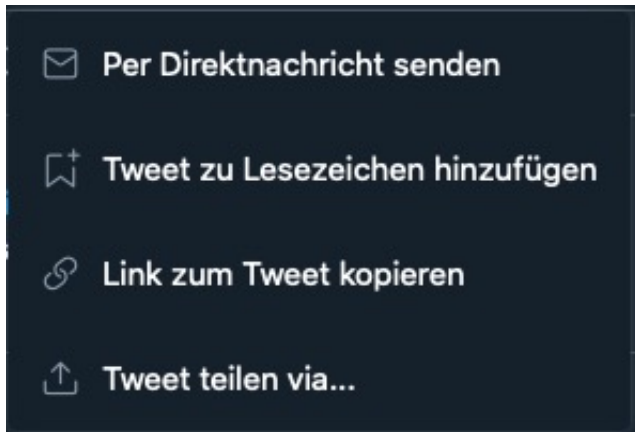 Per Direktnachricht senden
Tweet zu Lesezeichen hinzufügen
Link zum Tweet kopieren
Tweet teilen via...